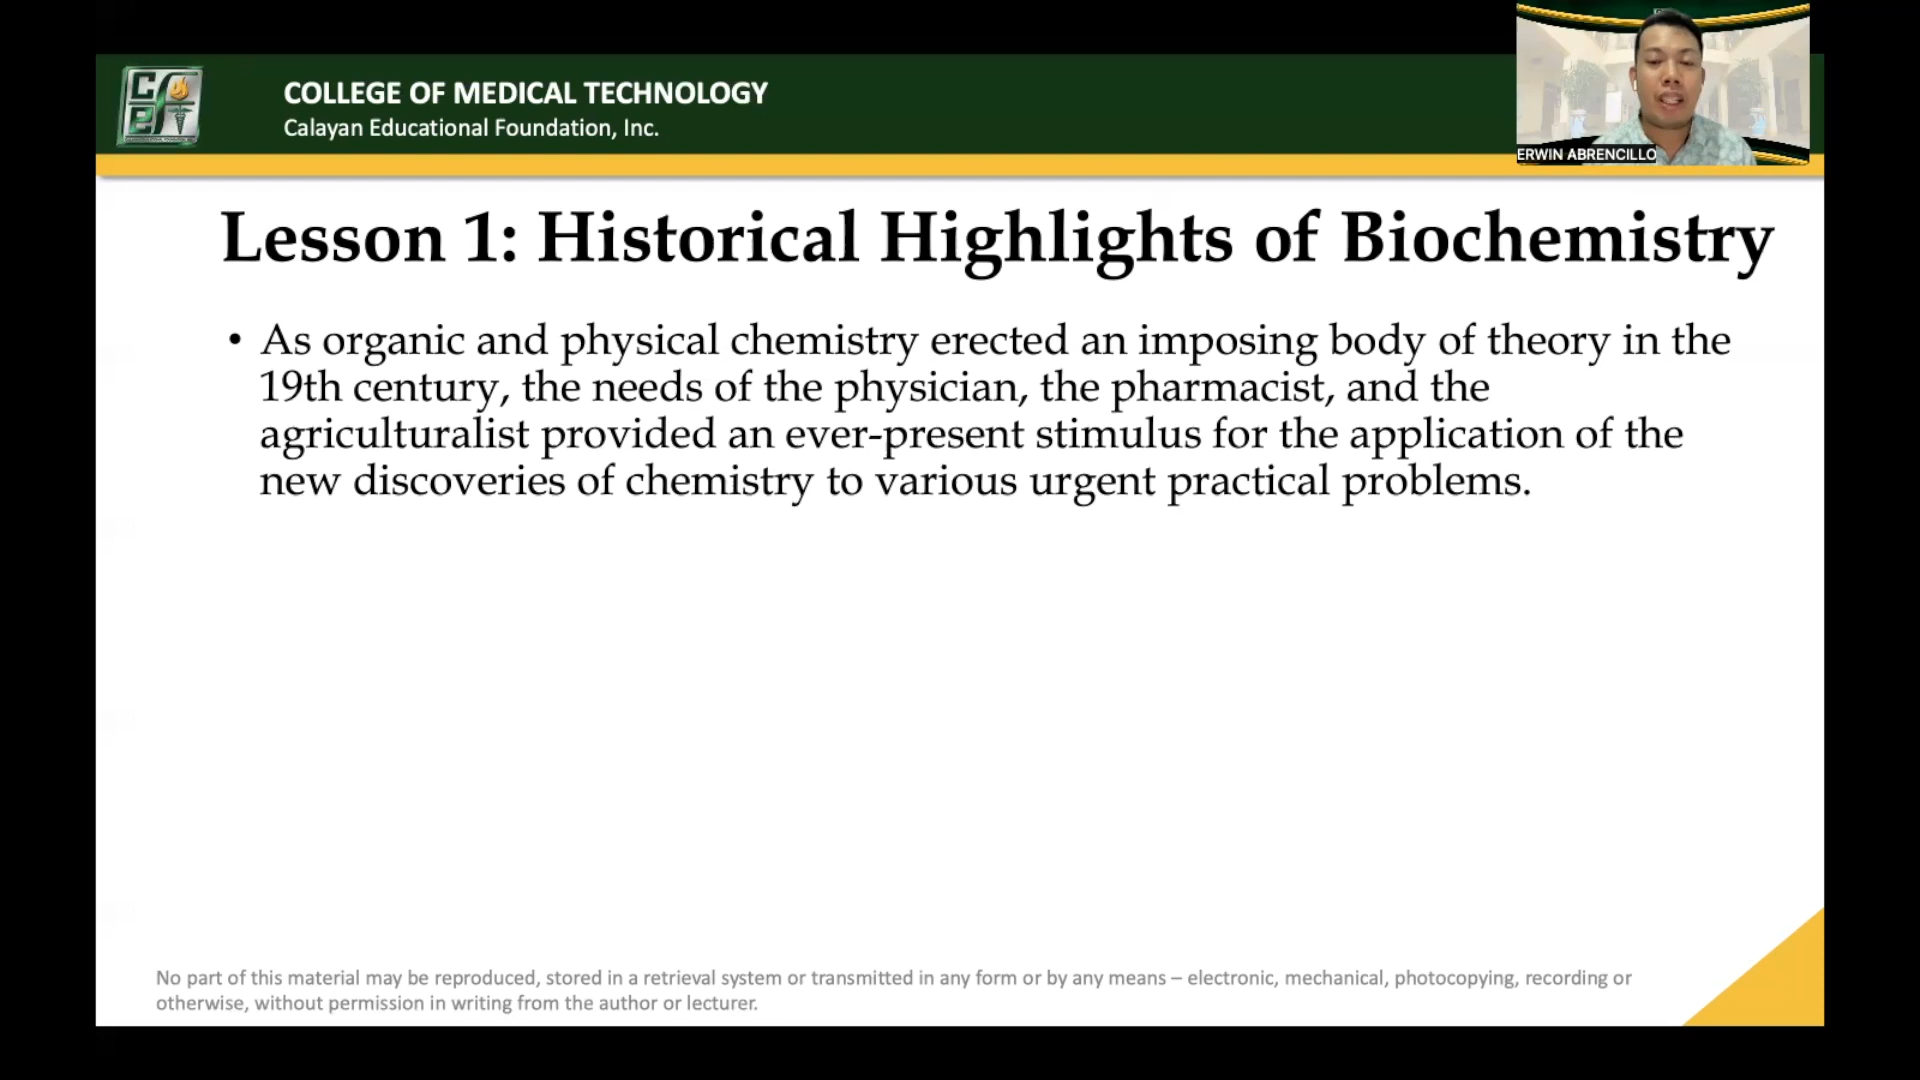 COLLEGE OF MEDICAL TECHNOLOGY
Calayan Educational Foundation, Inc.
ERWIN ABRENCILLO
Lesson 1: Historical Highlights of Biochemistry
• As organic and physical chemistry erected an imposing body of theory in the
19th century, the needs of the physician, the pharmacist, and the
agriculturalist provided an ever-present stimulus for the application of the
new discoveries of chemistry to various urgent practical problems.
No part of this material may be reproduced, stored in a retrieval system or transmitted in any form or by any means – electronic, mechanical, photocopying, recording or
otherwise, without permission in writing from the author or lecturer.